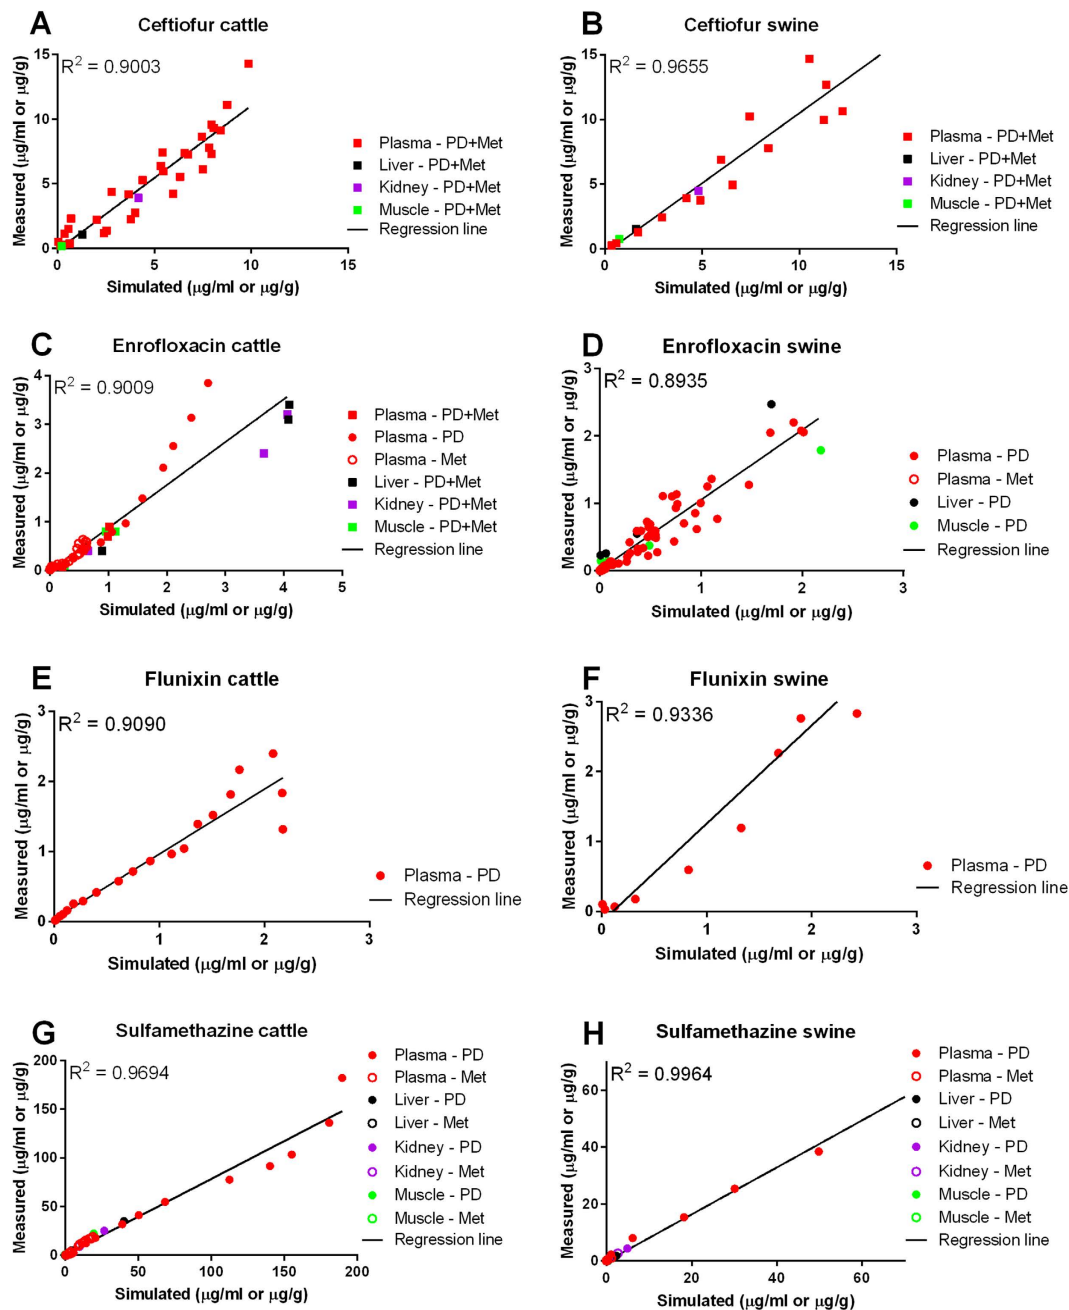 A Ceftiofur cattle
R² = 0.9003
Measured (µg/ml or µg/g)
15
10
5
0
0 5 10 15
Simulated (µg/ml or µg/g)
Plasma - PD+Met
Liver - PD+Met
Kidney - PD+Met
Muscle - PD+Met
Regression line
B Ceftiofur swine
R² = 0.9655
Measured (µg/ml or µg/g)
15
10
5
0
0 5 10 15
Simulated (µg/ml or µg/g)
Plasma - PD+Met
Liver - PD+Met
Kidney - PD+Met
Muscle - PD+Met
Regression line
C Enrofloxacin cattle
R² = 0.9009
Measured (µg/ml or µg/g)
4
3
2
1
0
0 1 2 3 4 5
Simulated (µg/ml or µg/g)
Plasma - PD+Met
Plasma - PD
Plasma - Met
Liver - PD+Met
Kidney - PD+Met
Muscle - PD+Met
Regression line
D Enrofloxacin swine
R² = 0.8935
Measured (µg/ml or µg/g)
3
2
1
0
0 1 2 3
Simulated (µg/ml or µg/g)
Plasma - PD
Plasma - Met
Liver - PD
Muscle - PD
Regression line
E Flunixin cattle
R² = 0.9090
Measured (µg/ml or µg/g)
3
2
1
0
0 1 2 3
Simulated (µg/ml or µg/g)
Plasma - PD
Regression line
F Flunixin swine
R² = 0.9336
Measured (µg/ml or µg/g)
3
2
1
0
0 1 2 3
Simulated (µg/ml or µg/g)
Plasma - PD
Regression line
G Sulfamethazine cattle
R² = 0.9694
Measured (µg/ml or µg/g)
200
150
100
50
0
0 50 100 150 200
Simulated (µg/ml or µg/g)
Plasma - PD
Plasma - Met
Liver - PD
Liver - Met
Kidney - PD
Kidney - Met
Muscle - PD
Muscle - Met
Regression line
H Sulfamethazine swine
R² = 0.9964
Measured (µg/ml or µg/g)
60
40
20
0
0 20 40 60
Simulated (µg/ml or µg/g)
Plasma - PD
Plasma - Met
Liver - PD
Liver - Met
Kidney - PD
Kidney - Met
Muscle - PD
Muscle - Met
Regression line